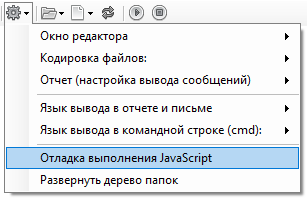 Окно редактора
Кодировка файлов:
Отчет (настройка вывода сообщений)
Язык вывода в отчете и письме
Язык вывода в командной строке (cmd):
Отладка выполнения JavaScript
Развернуть дерево папок